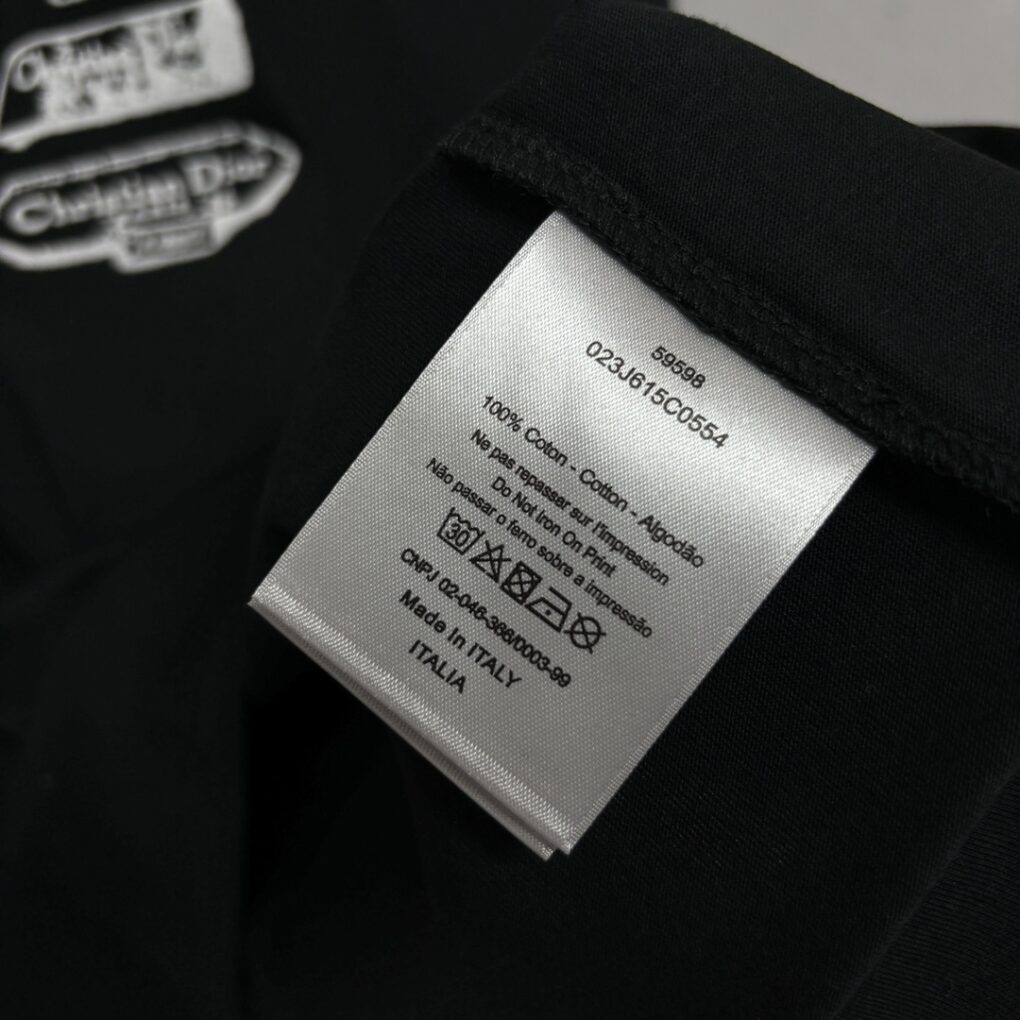 Christian Dior
59598
023J615C0554
100% Coton - Cotton - Algodão
Ne pas repasser sur l'impression
Do Not Iron On Print
Não passar o ferro sobre a impressão
30
CNPJ 02-046-386/0003-99
Made In ITALY
ITALIA